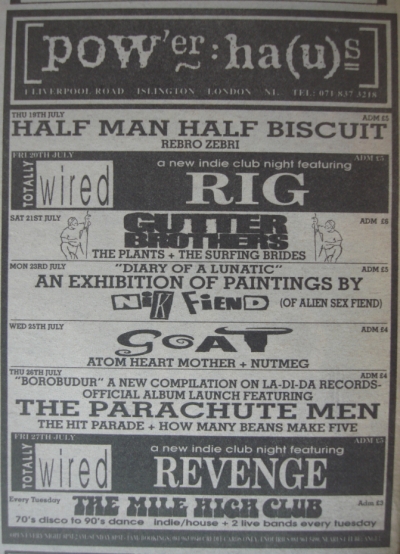 [pow'er:ha(u)s]
1 LIVERPOOL ROAD ISLINGTON LONDON N1. TEL: 071 837 3218
THU 19TH JULY ADM £5
HALF MAN HALF BISCUIT
REBRO ZEBRI
FRI 20TH JULY ADM £5
TOTALLY wired
a new indie club night featuring
RIG
SAT 21ST JULY ADM £6
GUTTER BROTHERS
THE PLANTS + THE SURFING BRIDES
MON 23RD JULY ADM £5
"DIARY OF A LUNATIC"
AN EXHIBITION OF PAINTINGS BY
NiK FiEND (OF ALIEN SEX FIEND)
WED 25TH JULY ADM £4
GOAT
ATOM HEART MOTHER + NUTMEG
THU 26TH JULY ADM £4
"BOROBUDUR" A NEW COMPILATION ON LA-DI-DA RECORDS-
OFFICIAL ALBUM LAUNCH FEATURING
THE PARACHUTE MEN
THE HIT PARADE + HOW MANY BEANS MAKE FIVE
FRI 27TH JULY ADM £5
TOTALLY wired
a new indie club night featuring
REVENGE
Every Tuesday Adm £3
THE MILE HIGH CLUB
70's disco to 90's dance indie/house + 2 live bands every tuesday